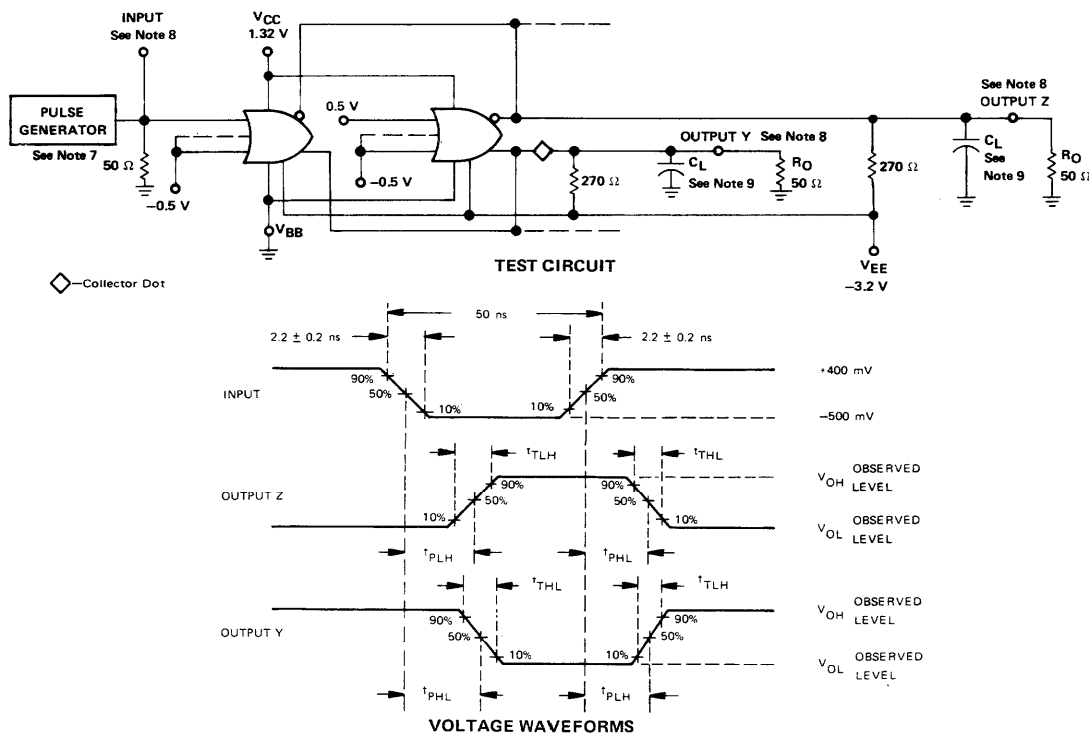 INPUT
See Note 8
VCC
1.32 V
PULSE
GENERATOR
See Note 7
50 Ω
−0.5 V
VBB
0.5 V
−0.5 V
OUTPUT Y See Note 8
270 Ω
CL
See Note 9
RO
50 Ω
270 Ω
See Note 8
OUTPUT Z
CL
See
Note 9
RO
50 Ω
VEE
−3.2 V
TEST CIRCUIT
—Collector Dot
50 ns
2.2 ± 0.2 ns
2.2 ± 0.2 ns
INPUT
90%
50%
10%
10%
50%
90%
+400 mV
−500 mV
tTLH
tTHL
OUTPUT Z
10%
50%
90%
90%
50%
10%
VOH OBSERVED
LEVEL
VOL OBSERVED
LEVEL
tPLH
tPHL
tTHL
tTLH
OUTPUT Y
90%
50%
10%
10%
50%
90%
VOH OBSERVED
LEVEL
VOL OBSERVED
LEVEL
tPHL
tPLH
VOLTAGE WAVEFORMS